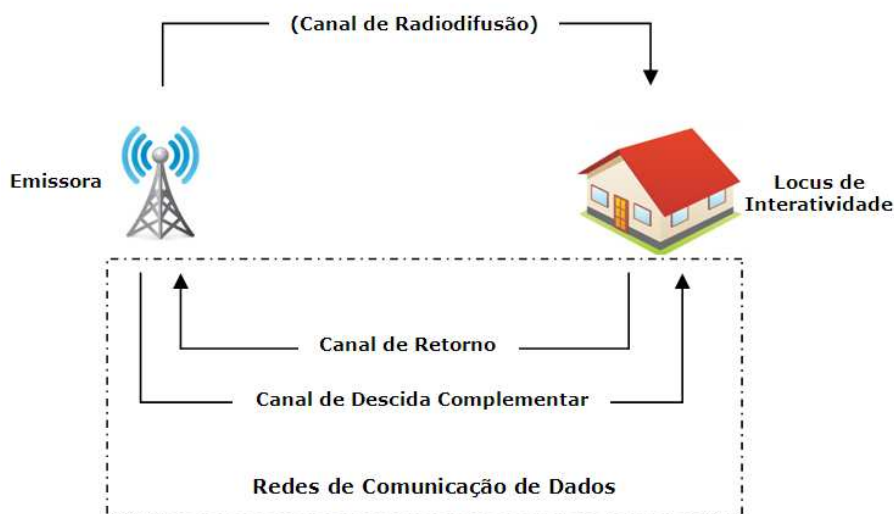 (Canal de Radiodifusão)
Emissora
Locus de
Interatividade
Canal de Retorno
Canal de Descida Complementar
Redes de Comunicação de Dados